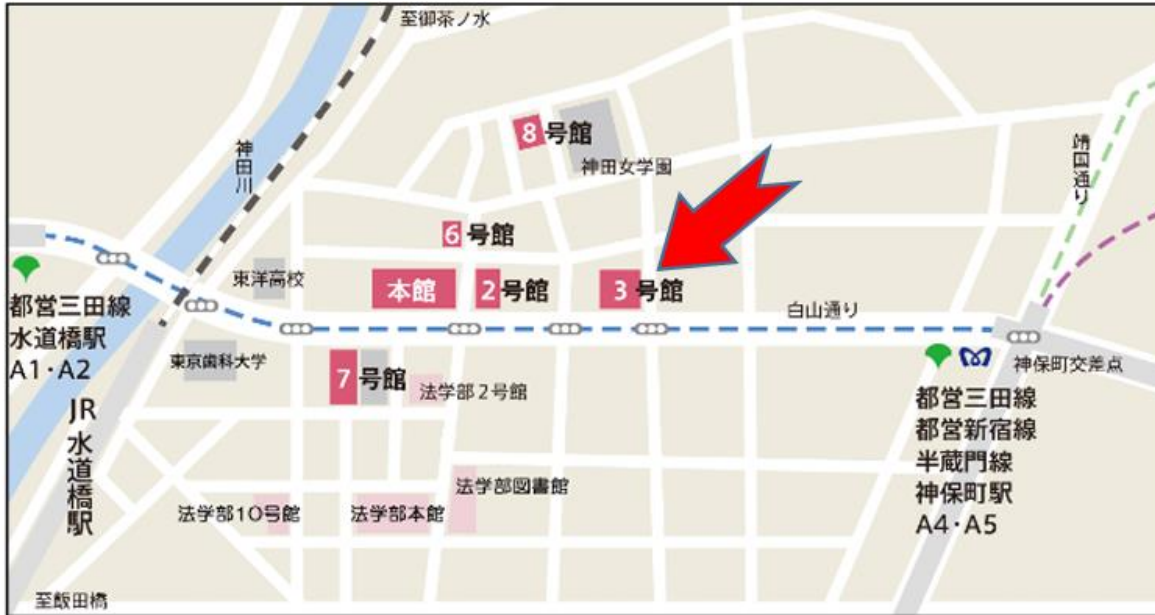 至御茶ノ水
神田川
8号館
神田女学園
靖国通り
6号館
東洋高校
本館
2号館
3号館
白山通り
都営三田線
水道橋駅
A1・A2
東京歯科大学
7号館
法学部2号館
神保町交差点
JR水道橋駅
都営三田線
都営新宿線
半蔵門線
神保町駅
A4・A5
法学部図書館
法学部10号館
法学部本館
至飯田橋